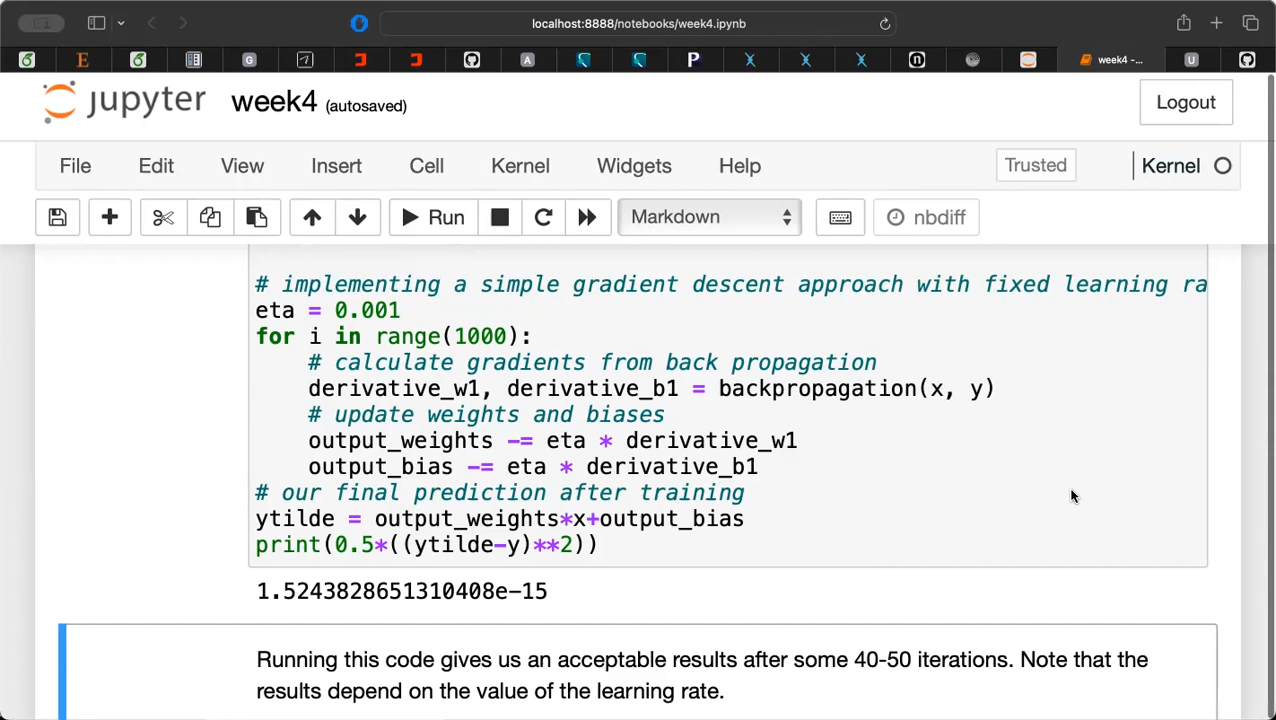 localhost:8888/notebooks/week4.ipynb
week4 -...
jupyter week4 (autosaved)
Logout
File Edit View Insert Cell Kernel Widgets Help
Trusted
Kernel
Run
Markdown
nbdiff
# implementing a simple gradient descent approach with fixed learning ra
eta = 0.001
for i in range(1000):
# calculate gradients from back propagation
derivative_w1, derivative_b1 = backpropagation(x, y)
# update weights and biases
output_weights -= eta * derivative_w1
output_bias -= eta * derivative_b1
# our final prediction after training
ytilde = output_weights*x+output_bias
print(0.5*((ytilde-y)**2))
1.5243828651310408e-15
Running this code gives us an acceptable results after some 40-50 iterations. Note that the
results depend on the value of the learning rate.